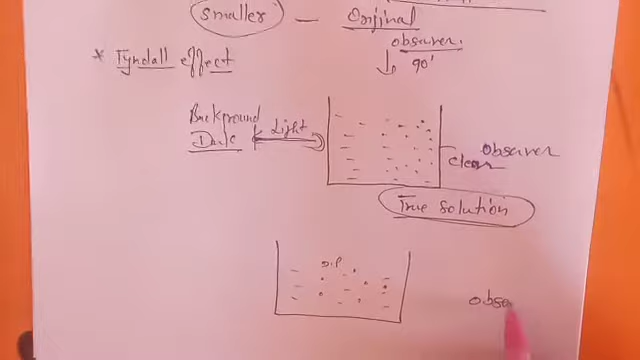 smaller — Original
observer.
90°
* Tyndall effect
Background
Dark
Light
observer
clear
True solution
D.P
obse